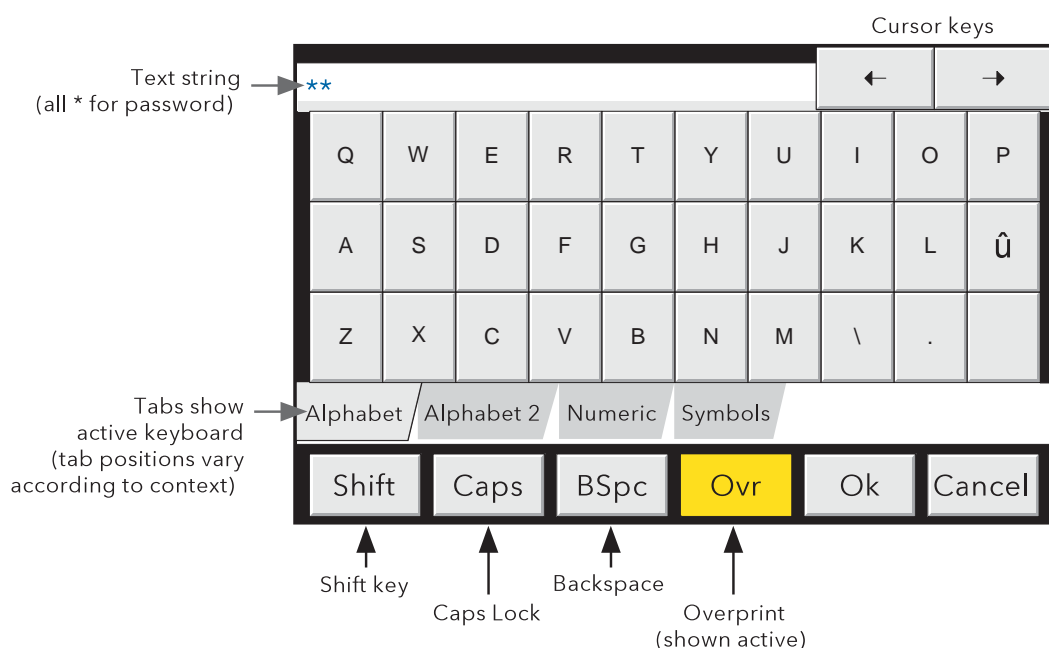 Cursor keys
Text string
(all * for password)
**
← →
Q W E R T Y U I O P
A S D F G H J K L û
Z X C V B N M \ .
Tabs show
active keyboard
(tab positions vary
according to context)
Alphabet Alphabet 2 Numeric Symbols
Shift Caps BSpc Ovr Ok Cancel
Shift key
Caps Lock
Backspace
Overprint
(shown active)